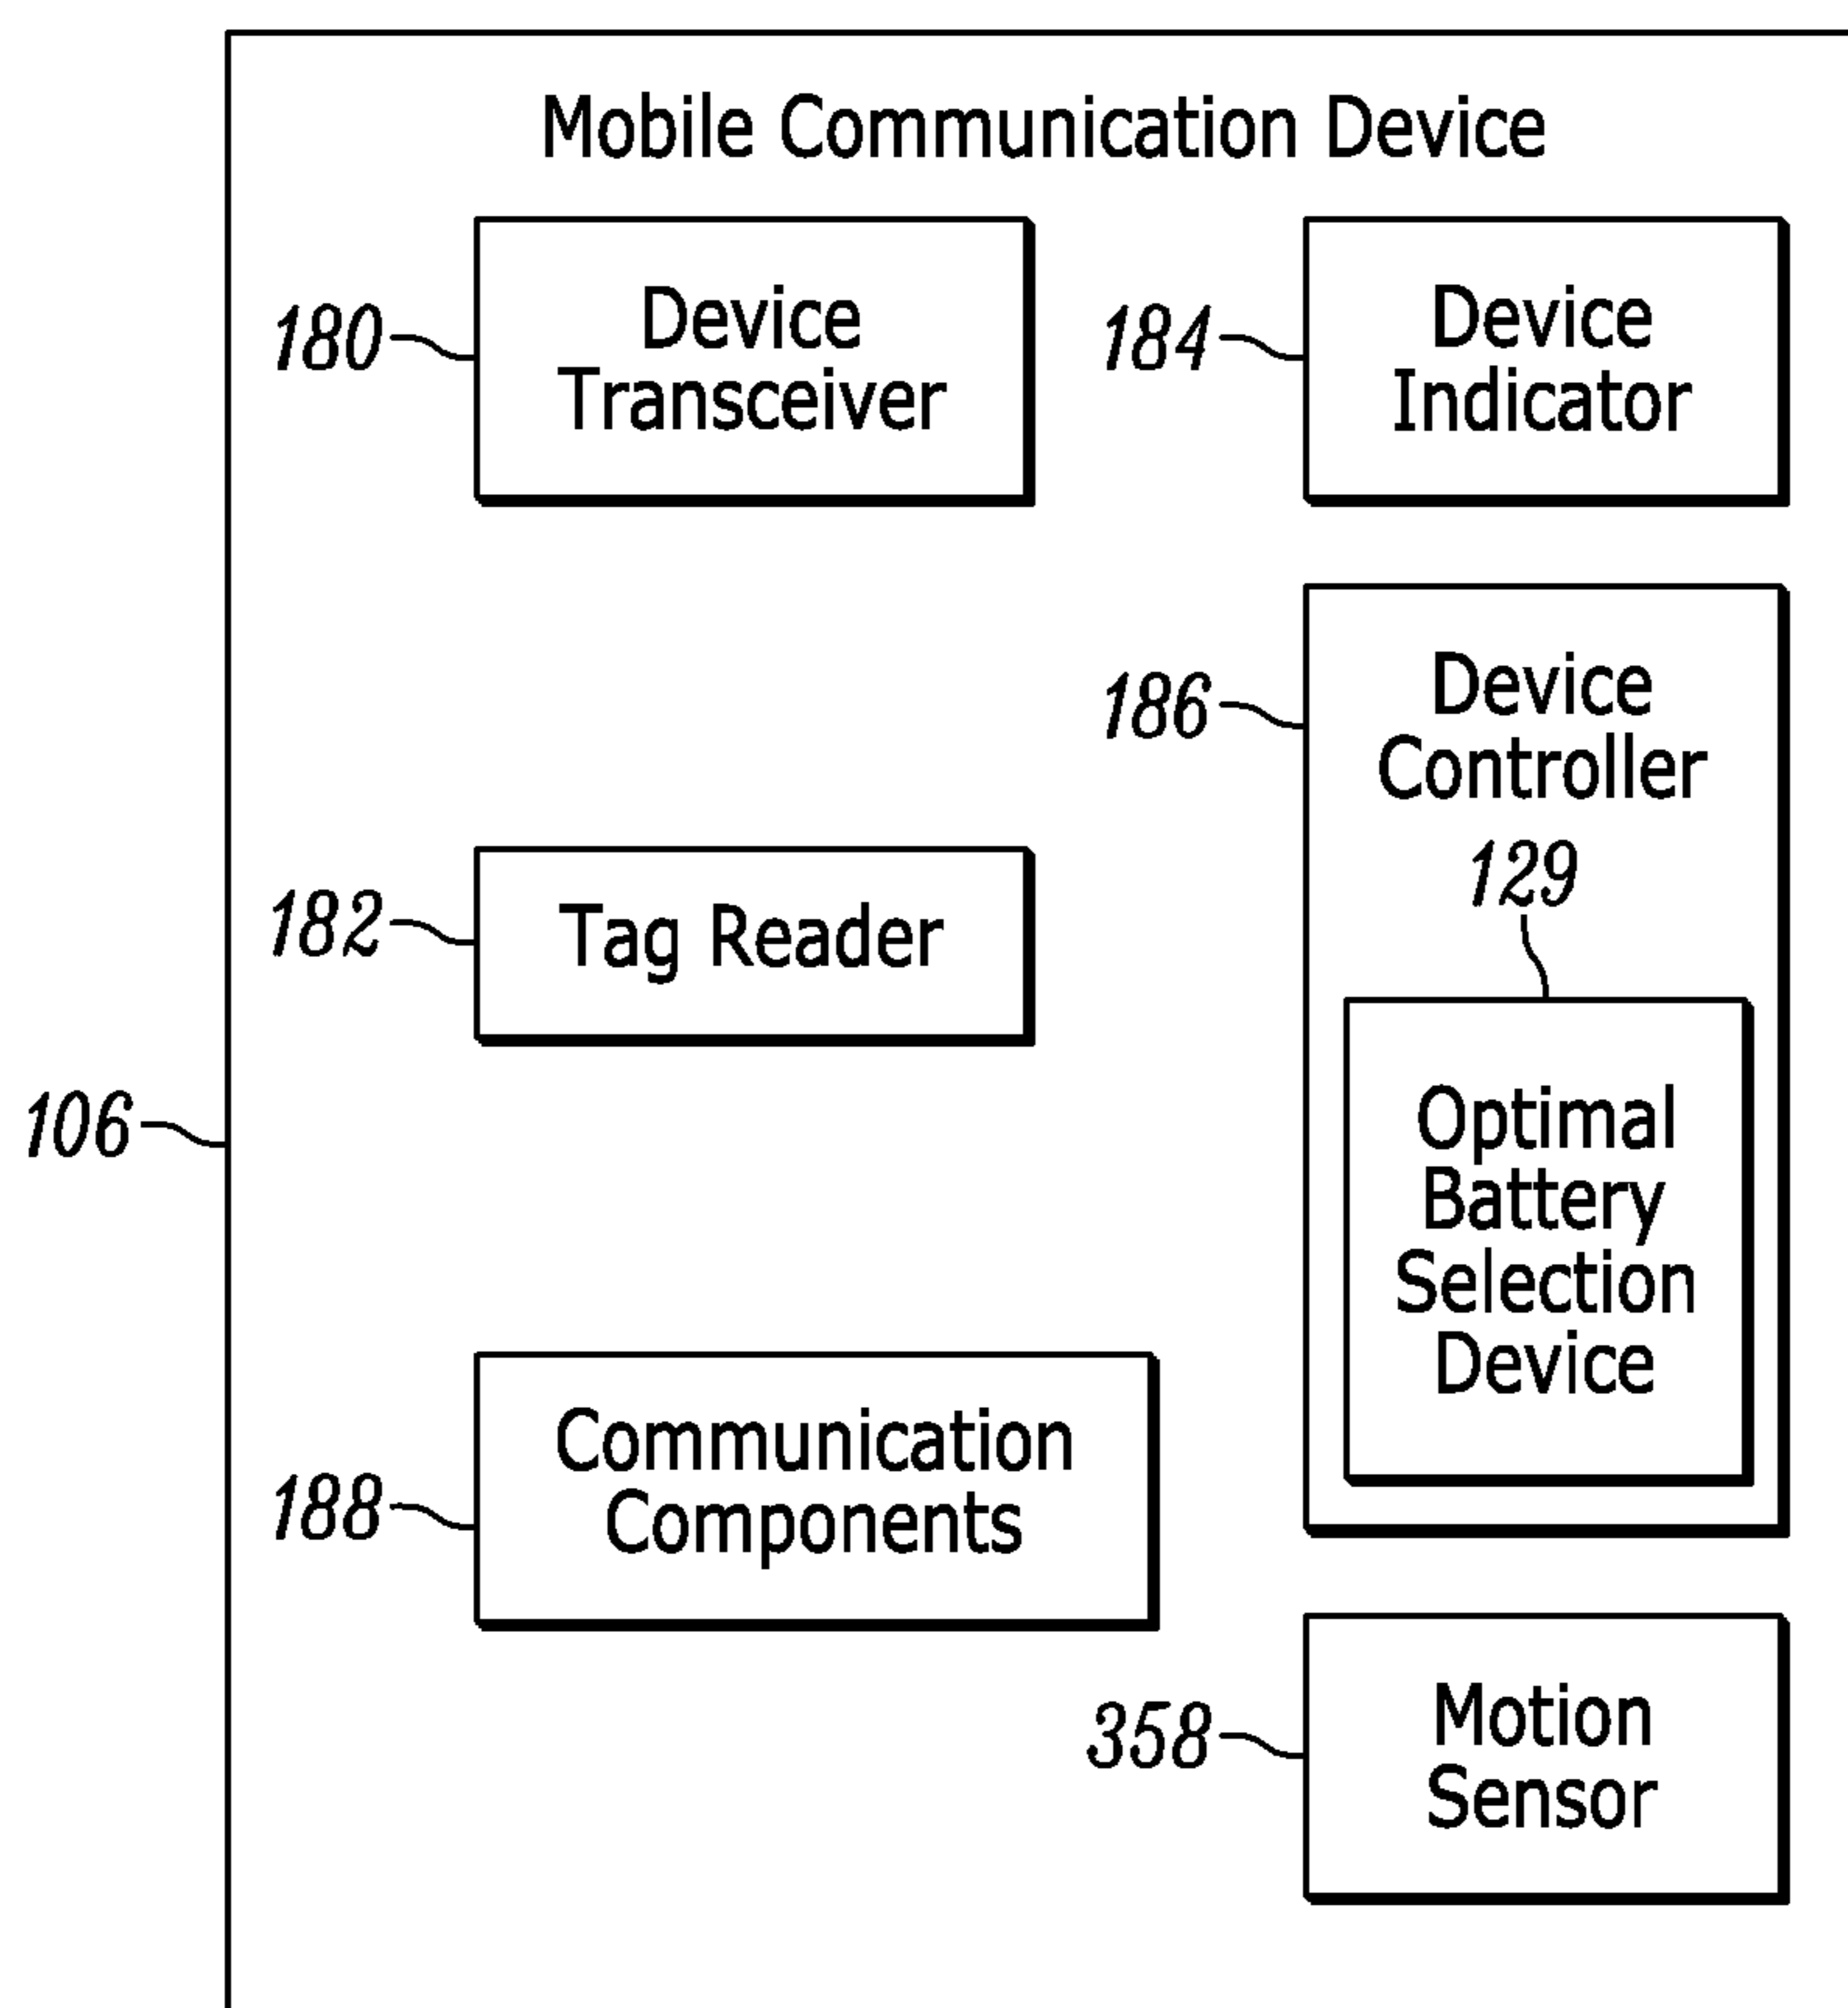 Mobile Communication Device
180
Device
Transceiver
184
Device
Indicator
186
Device
Controller
129
Optimal
Battery
Selection
Device
182
Tag Reader
106
188
Communication
Components
358
Motion
Sensor